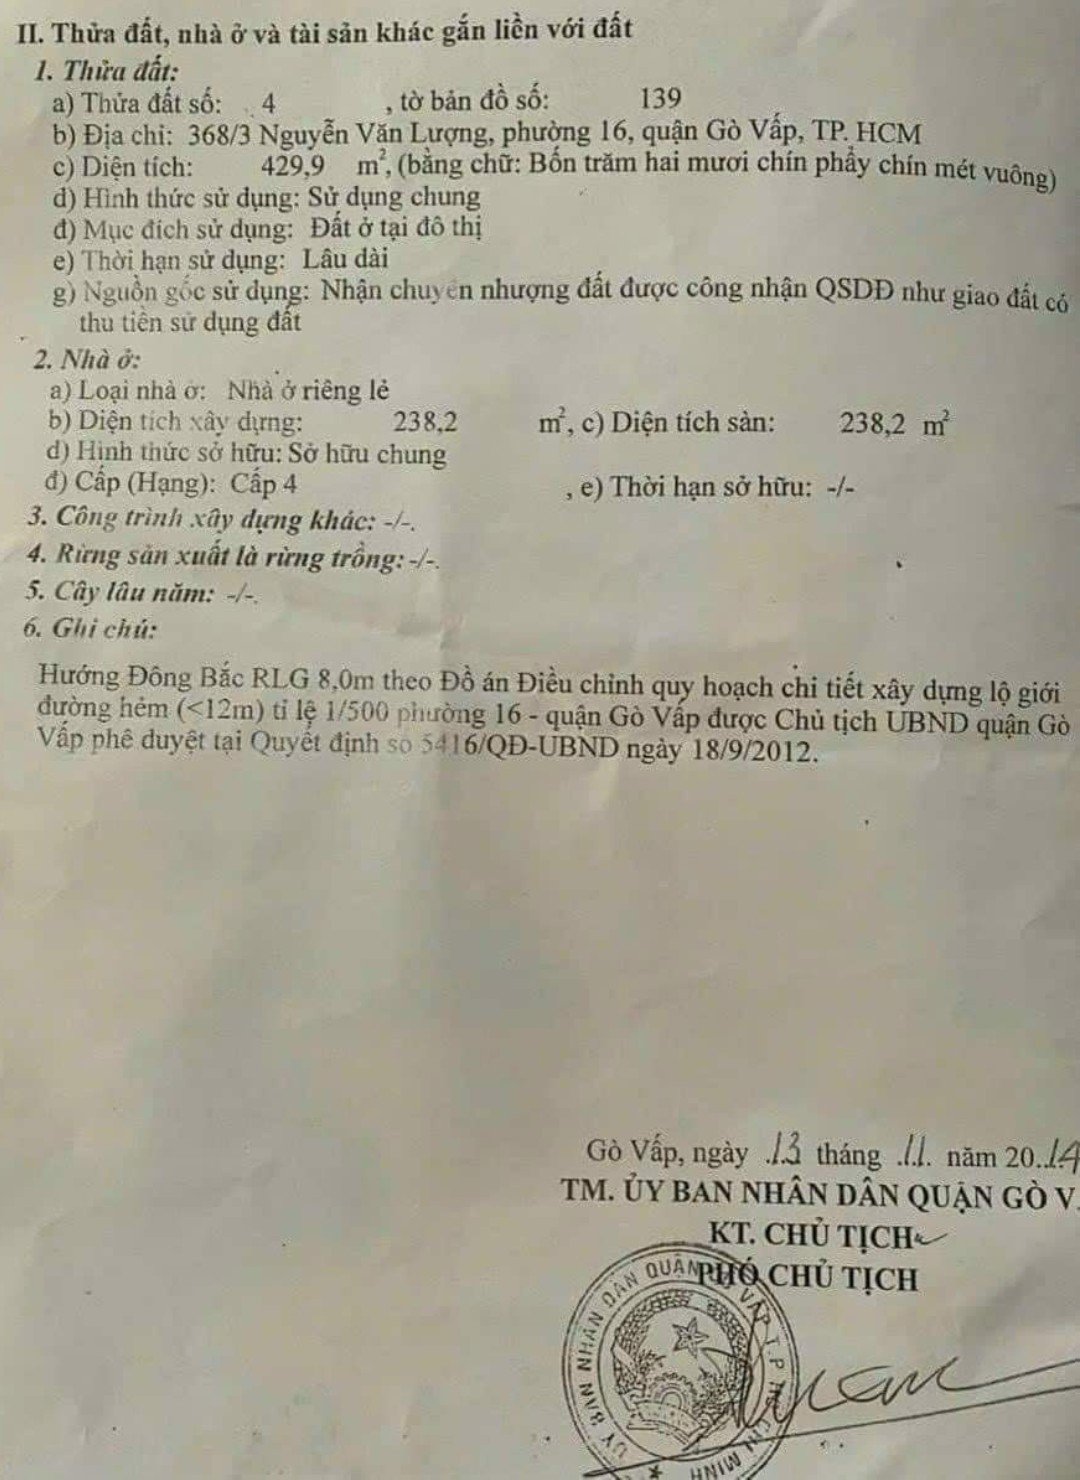 II. Thửa đất, nhà ở và tài sản khác gắn liền với đất
1. Thửa đất:
a) Thửa đất số: 4 , tờ bản đồ số: 139
b) Địa chỉ: 368/3 Nguyễn Văn Lượng, phường 16, quận Gò Vấp, TP. HCM
c) Diện tích: 429,9 m², (bằng chữ: Bốn trăm hai mươi chín phẩy chín mét vuông)
d) Hình thức sử dụng: Sử dụng chung
đ) Mục đích sử dụng: Đất ở tại đô thị
e) Thời hạn sử dụng: Lâu dài
g) Nguồn gốc sử dụng: Nhận chuyển nhượng đất được công nhận QSDĐ như giao đất có
thu tiền sử dụng đất
2. Nhà ở:
a) Loại nhà ở: Nhà ở riêng lẻ
b) Diện tích xây dựng: 238,2 m², c) Diện tích sàn: 238,2 m²
d) Hình thức sở hữu: Sở hữu chung
đ) Cấp (Hạng): Cấp 4 , e) Thời hạn sở hữu: -/-
3. Công trình xây dựng khác: -/-.
4. Rừng sản xuất là rừng trồng: -/-.
5. Cây lâu năm: -/-.
6. Ghi chú:
Hướng Đông Bắc RLG 8,0m theo Đồ án Điều chỉnh quy hoạch chi tiết xây dựng lộ giới
đường hẻm (<12m) tỉ lệ 1/500 phường 16 - quận Gò Vấp được Chủ tịch UBND quận Gò
Vấp phê duyệt tại Quyết định số 5416/QĐ-UBND ngày 18/9/2012.
Gò Vấp, ngày .13 tháng .11. năm 20..14
TM. ỦY BAN NHÂN DÂN QUẬN GÒ V
KT. CHỦ TỊCH
PHÓ CHỦ TỊCH
ỦY BAN NHÂN DÂN QUẬN VẤP T.P CHÍ MINH